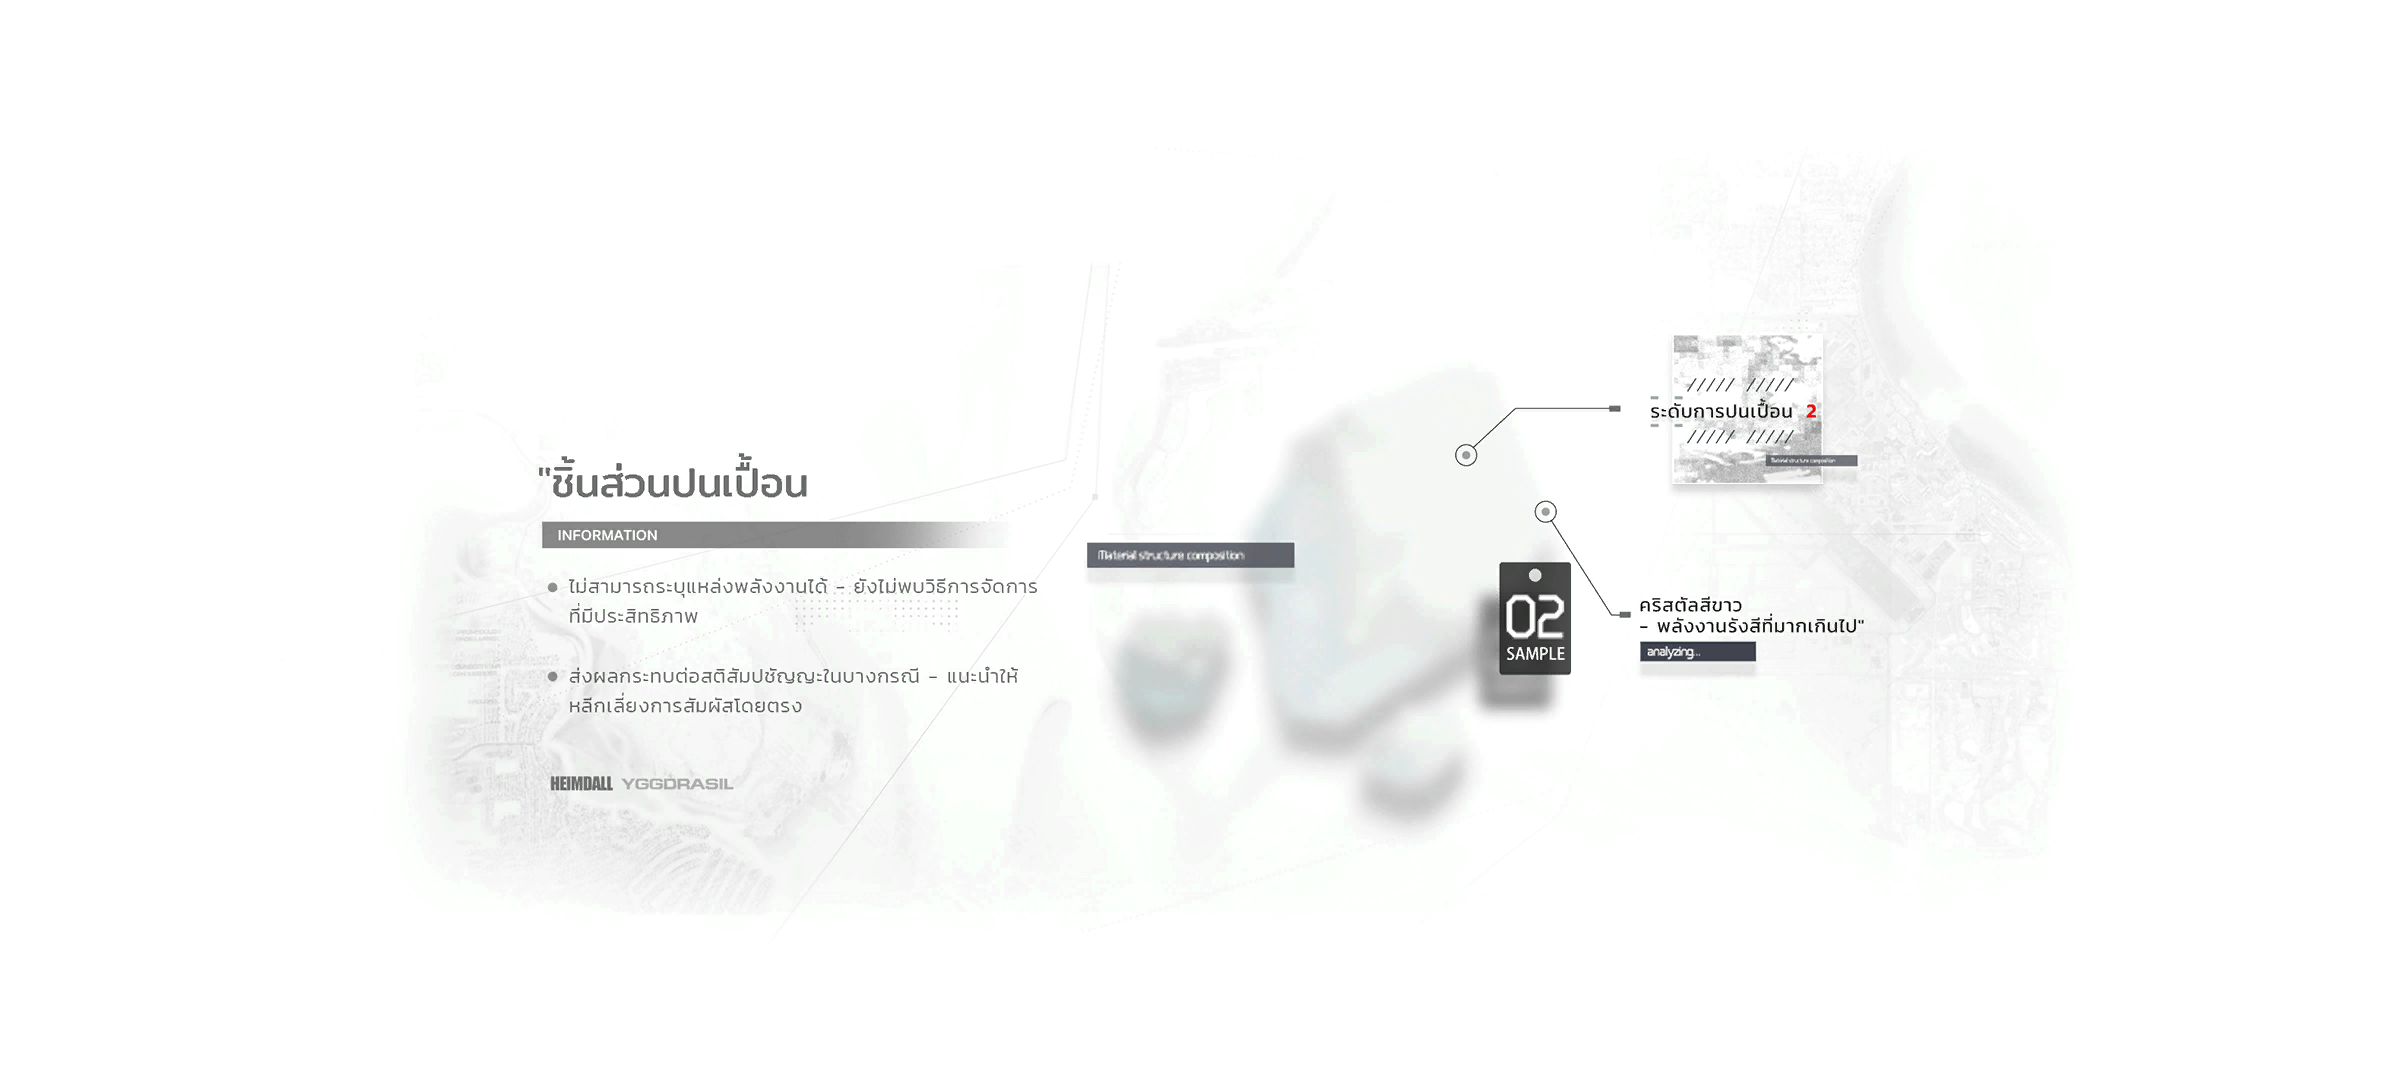 "ชิ้นส่วนปนเปื้อน
INFORMATION
ไม่สามารถระบุแหล่งพลังงานได้ - ยังไม่พบวิธีการจัดการ
ที่มีประสิทธิภาพ
ส่งผลกระทบต่อสติสัมปชัญญะในบางกรณี - แนะนำให้
หลีกเลี่ยงการสัมผัสโดยตรง
HEIMDALL YGGDRASIL
Material structure composition
ระดับการปนเปื้อน 2
Material structure composition
02
SAMPLE
คริสตัลสีขาว
- พลังงานรังสีที่มากเกินไป"
analyzing...